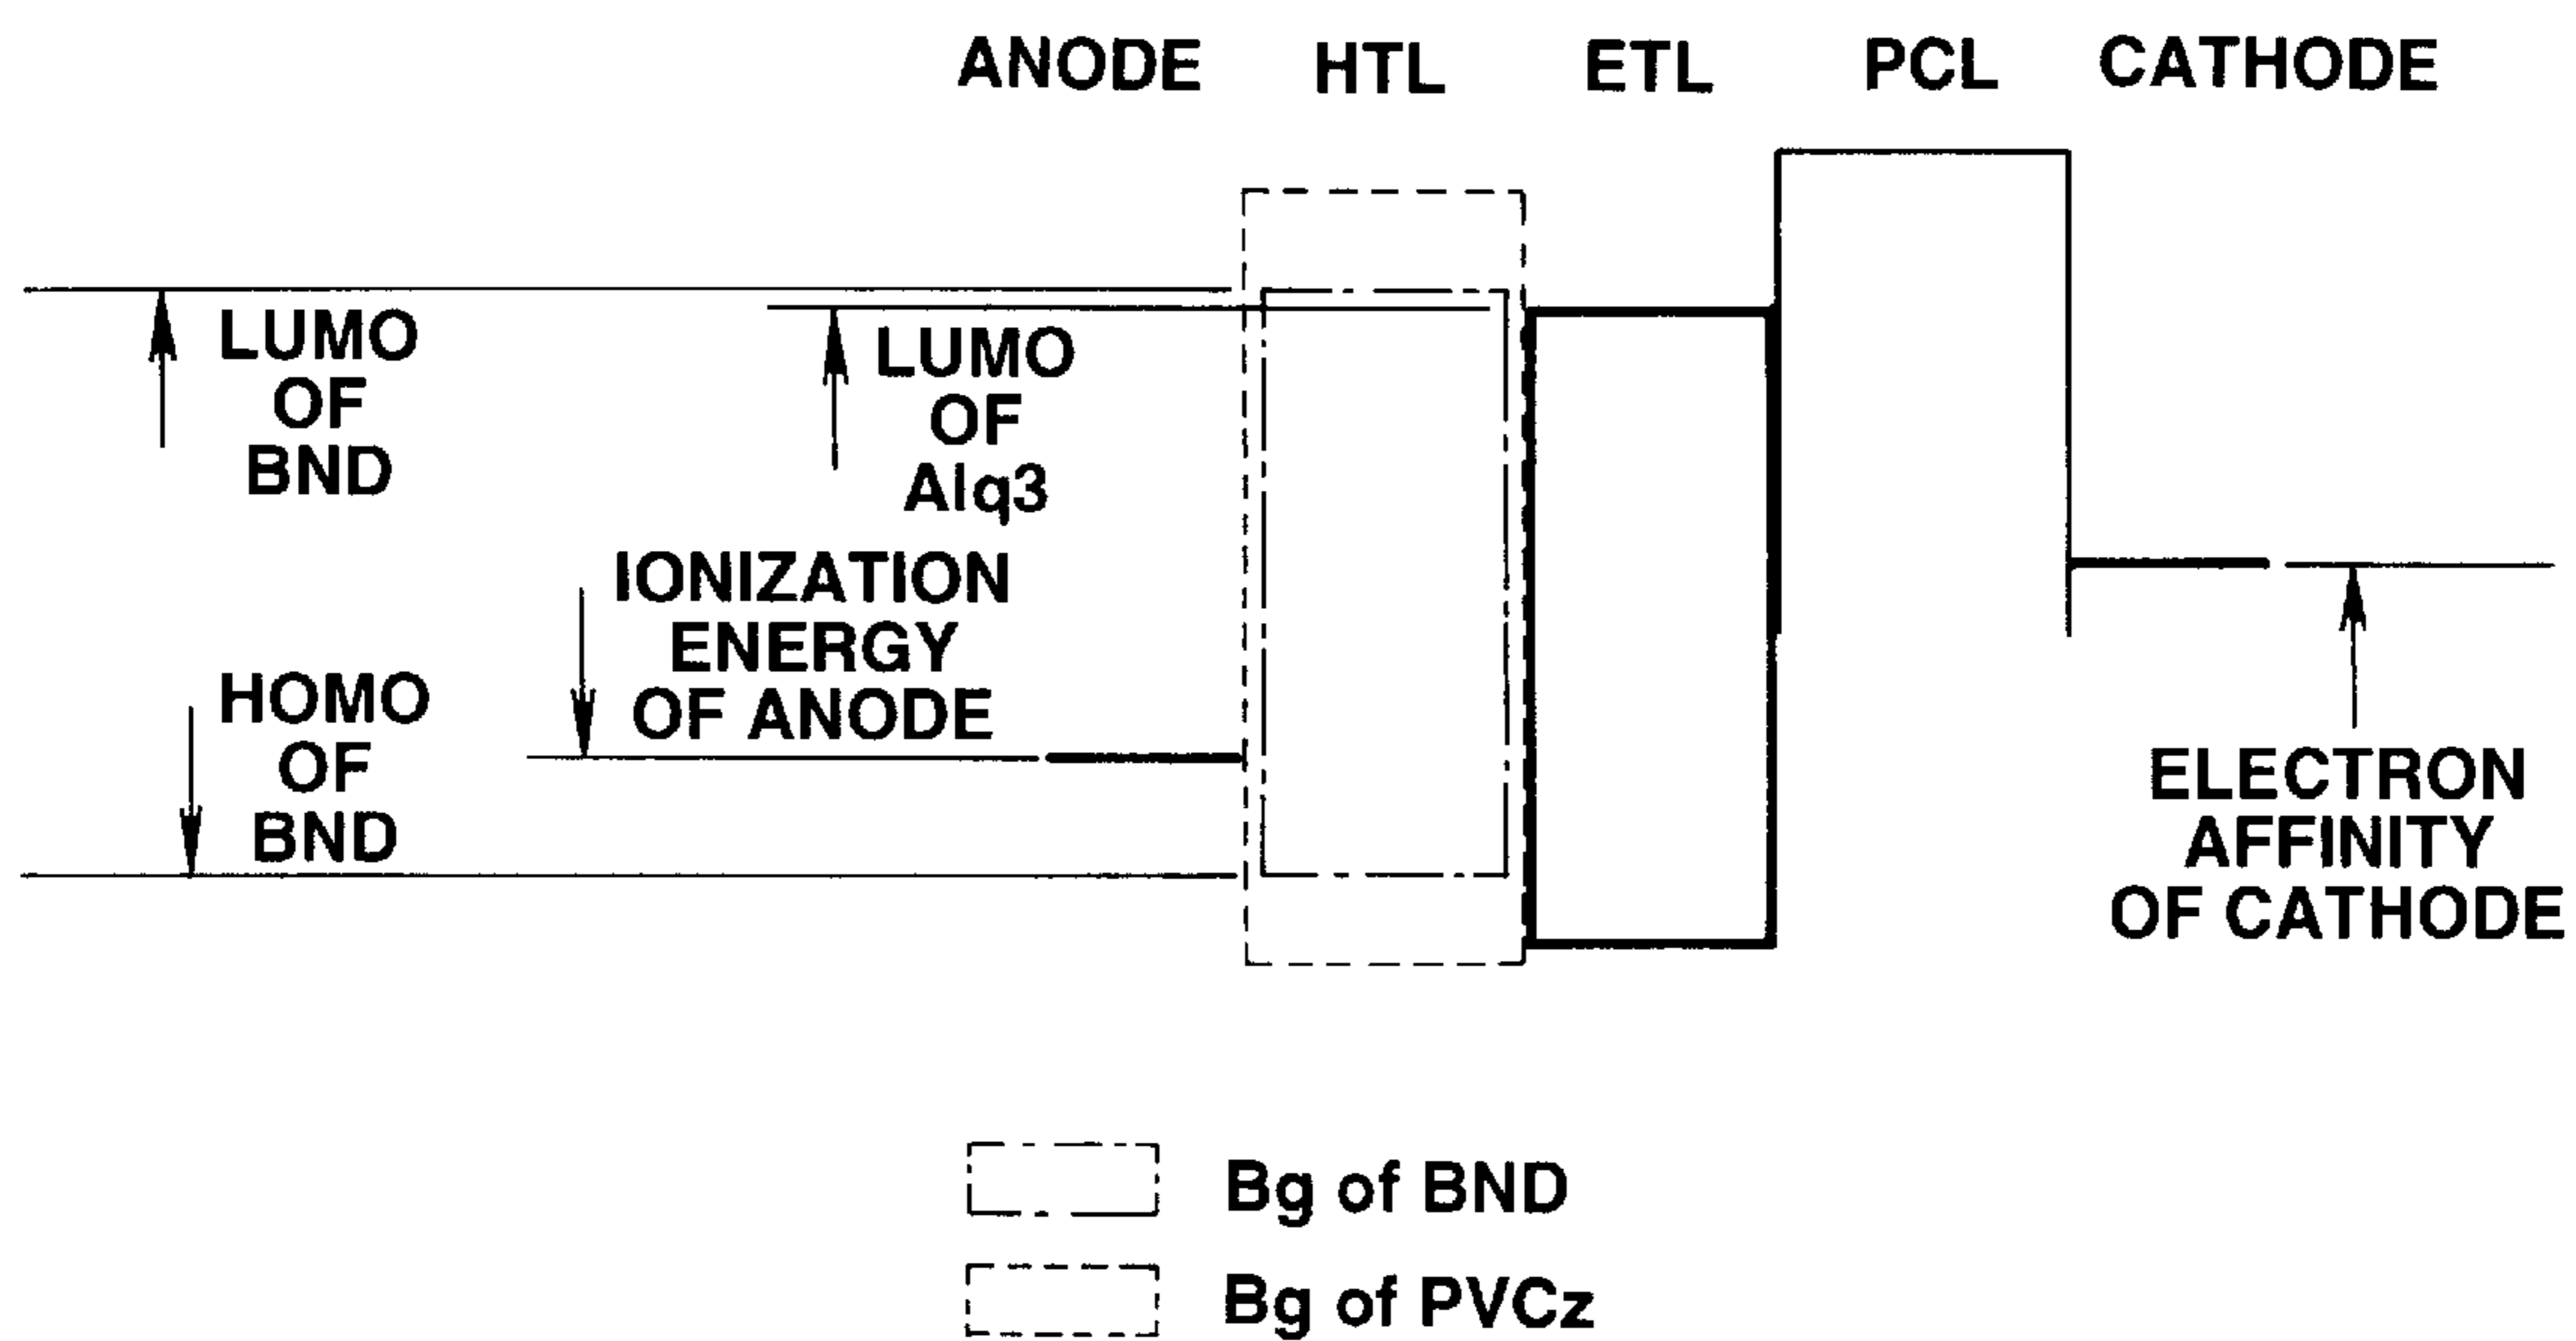 ANODE HTL ETL PCL CATHODE
LUMO
OF
BND
LUMO
OF
Alq3
IONIZATION
ENERGY
OF ANODE
HOMO
OF
BND
ELECTRON
AFFINITY
OF CATHODE
Bg of BND
Bg of PVCz